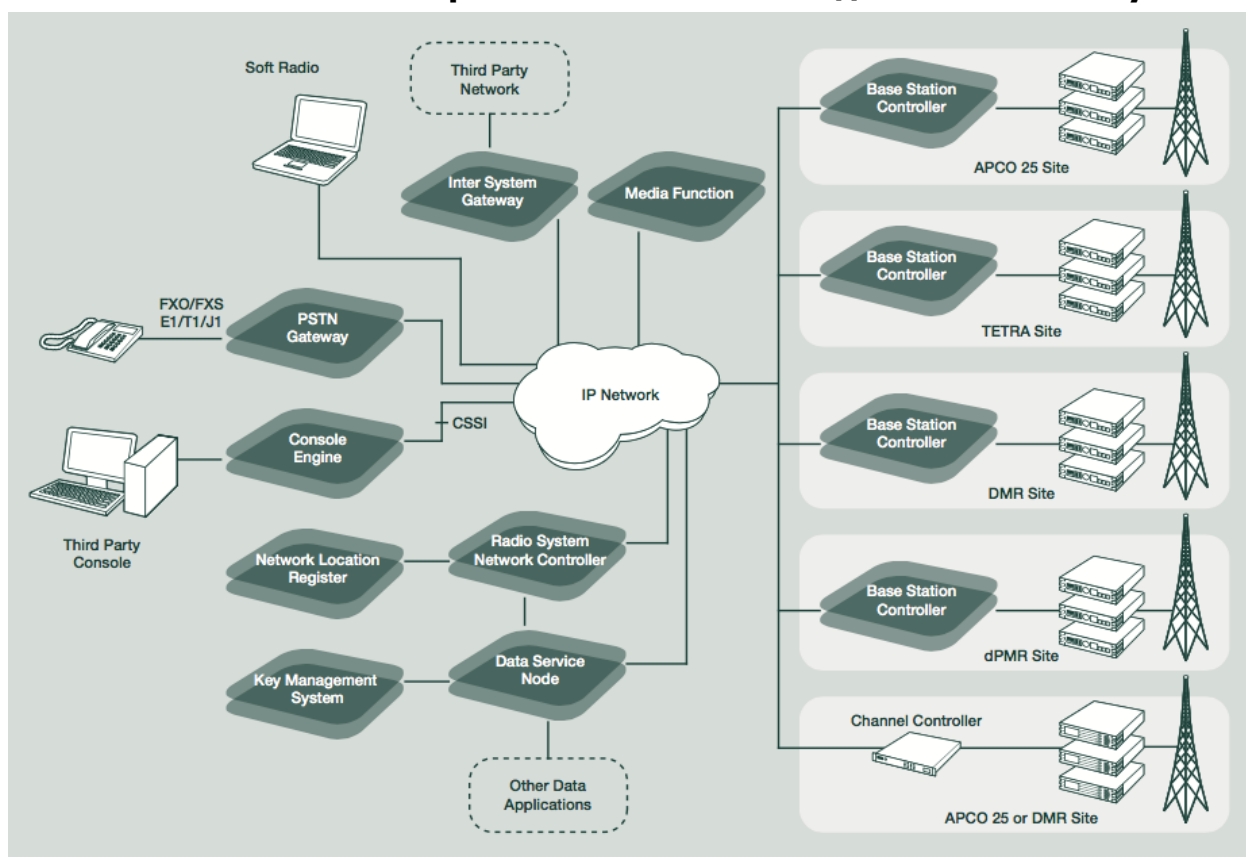 Soft Radio
Third Party
Network
Inter System
Gateway
Media Function
FXO/FXS
E1/T1/J1
PSTN
Gateway
IP Network
CSSI
Console
Engine
Third Party
Console
Network Location
Register
Radio System
Network Controller
Key Management
System
Data Service
Node
Other Data
Applications
Base Station
Controller
APCO 25 Site
Base Station
Controller
TETRA Site
Base Station
Controller
DMR Site
Base Station
Controller
dPMR Site
Channel Controller
APCO 25 or DMR Site